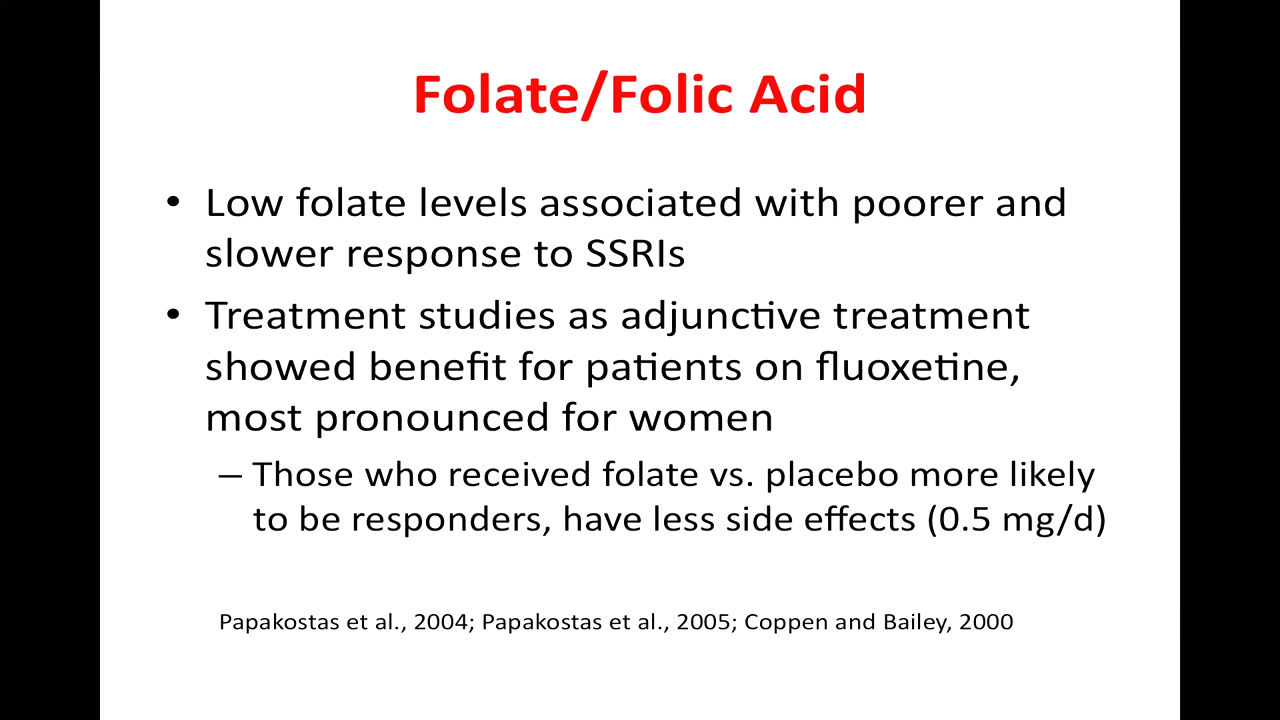 Folate/Folic Acid
• Low folate levels associated with poorer and
slower response to SSRIs
• Treatment studies as adjunctive treatment
showed benefit for patients on fluoxetine,
most pronounced for women
– Those who received folate vs. placebo more likely
to be responders, have less side effects (0.5 mg/d)
Papakostas et al., 2004; Papakostas et al., 2005; Coppen and Bailey, 2000